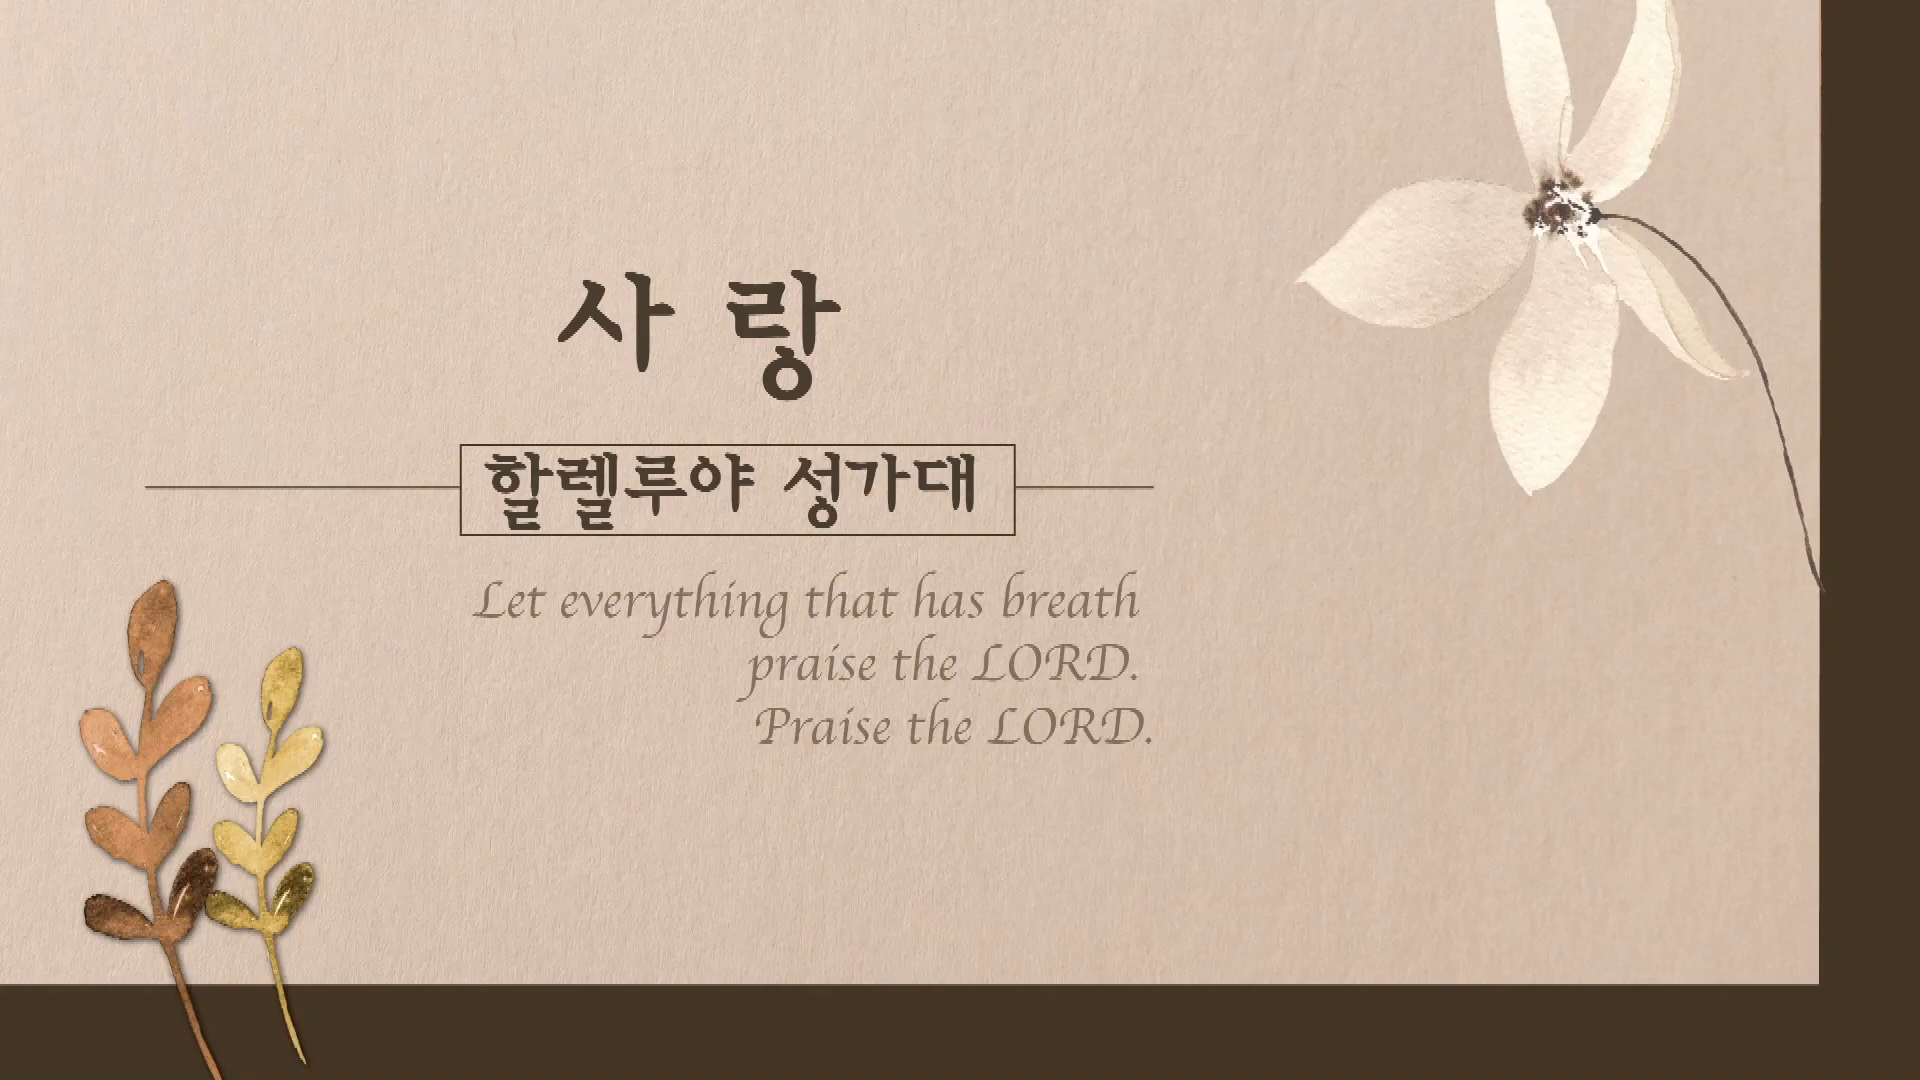 사 랑
할렐루야 성가대
Let everything that has breath
praise the LORD.
Praise the LORD.